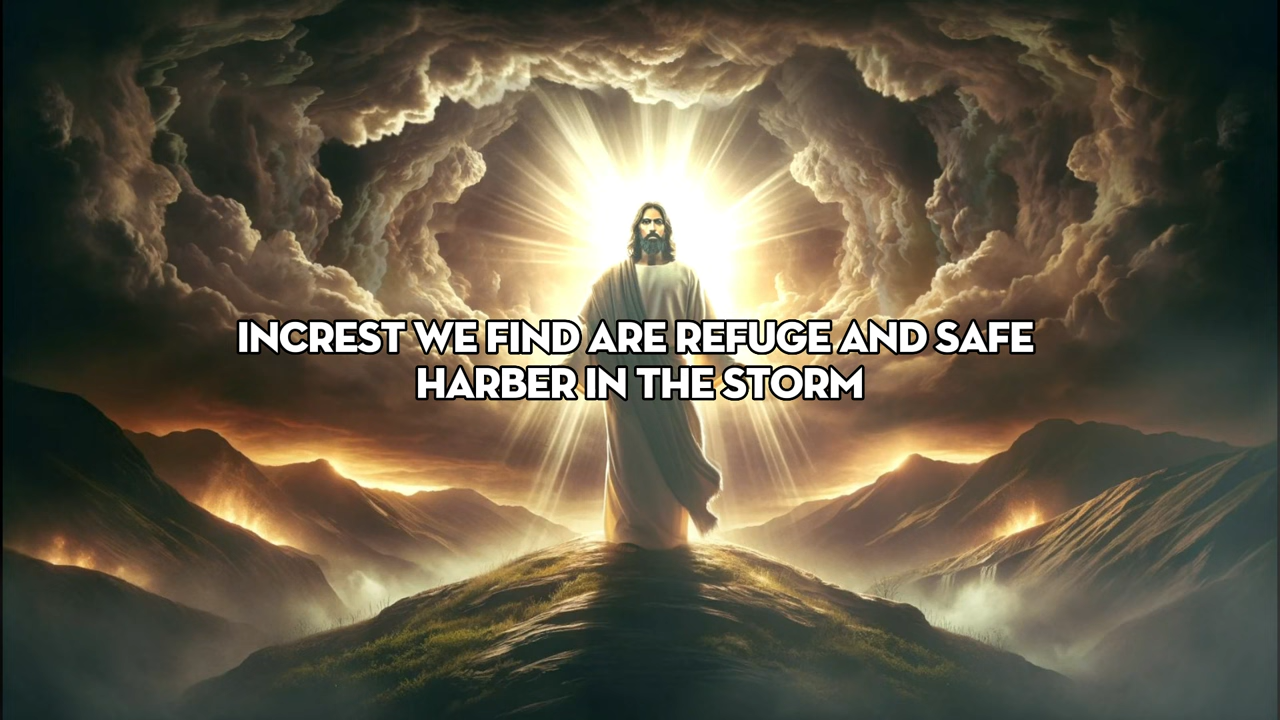 INCREST WE FIND ARE REFUGE AND SAFE
HARBER IN THE STORM